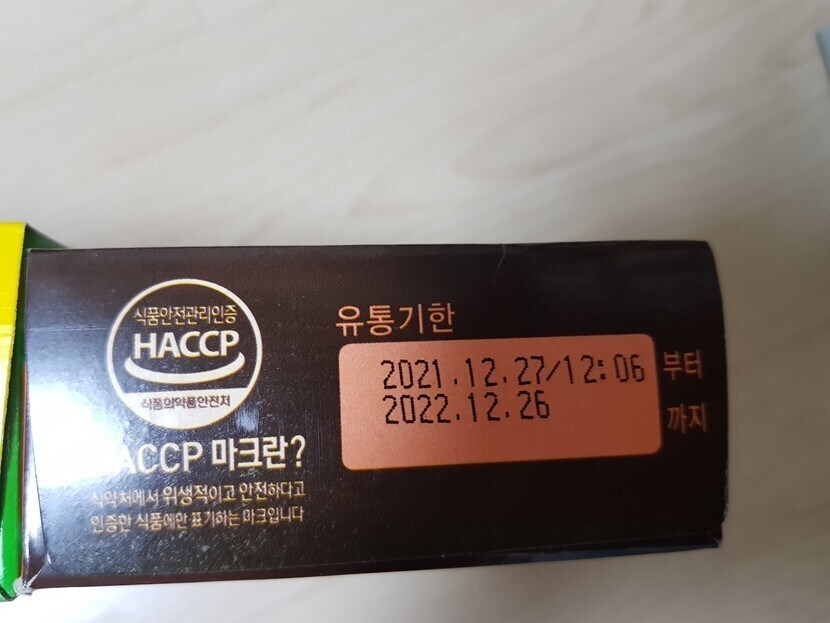 식품안전관리인증
HACCP
식품의약품안전처
HACCP 마크란?
식약처에서 위생적이고 안전하다고
인증한 식품에만 표기하는 마크입니다
유통기한
2021.12.27/12:06 부터
2022.12.26 까지